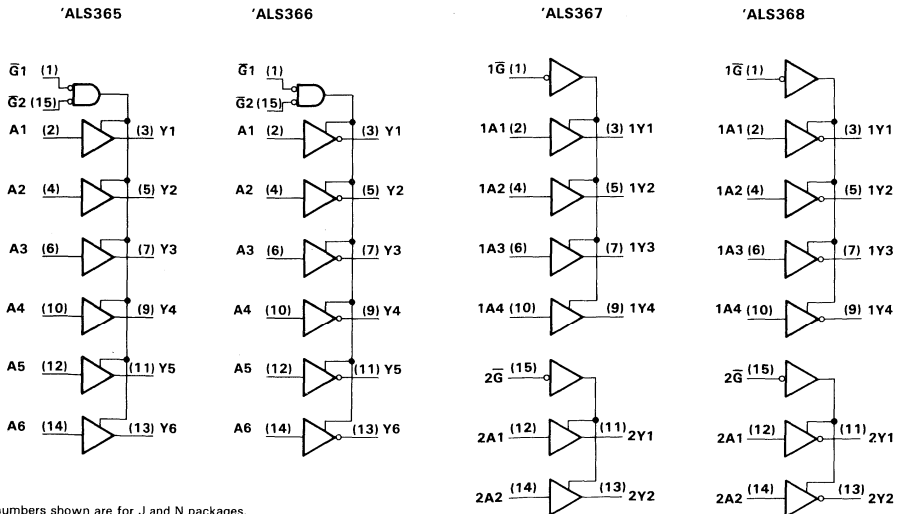 'ALS365
G̅1 (1)
G̅2 (15)
A1 (2) (3) Y1
A2 (4) (5) Y2
A3 (6) (7) Y3
A4 (10) (9) Y4
A5 (12) (11) Y5
A6 (14) (13) Y6
'ALS366
G̅1 (1)
G̅2 (15)
A1 (2) (3) Y1
A2 (4) (5) Y2
A3 (6) (7) Y3
A4 (10) (9) Y4
A5 (12) (11) Y5
A6 (14) (13) Y6
'ALS367
1G̅ (1)
1A1 (2) (3) 1Y1
1A2 (4) (5) 1Y2
1A3 (6) (7) 1Y3
1A4 (10) (9) 1Y4
2G̅ (15)
2A1 (12) (11) 2Y1
2A2 (14) (13) 2Y2
'ALS368
1G̅ (1)
1A1 (2) (3) 1Y1
1A2 (4) (5) 1Y2
1A3 (6) (7) 1Y3
1A4 (10) (9) 1Y4
2G̅ (15)
2A1 (12) (11) 2Y1
2A2 (14) (13) 2Y2
numbers shown are for J and N packages.